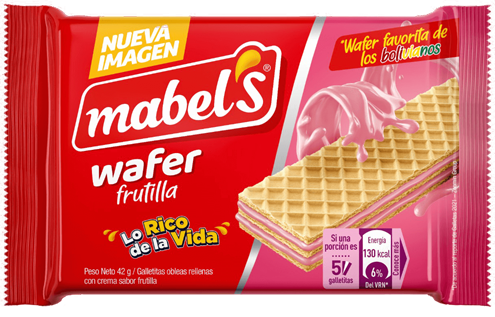 NUEVA
IMAGEN
mabel's®
wafer
frutilla
Lo Rico
de la Vida
Peso Neto 42 g / Galletitas obleas rellenas
con crema sabor frutilla
"Wafer favorita de
los bolivianos
Si una
porción es
5
galletitas
Energía
130 kcal
6%
Del VRN*
Conoce más